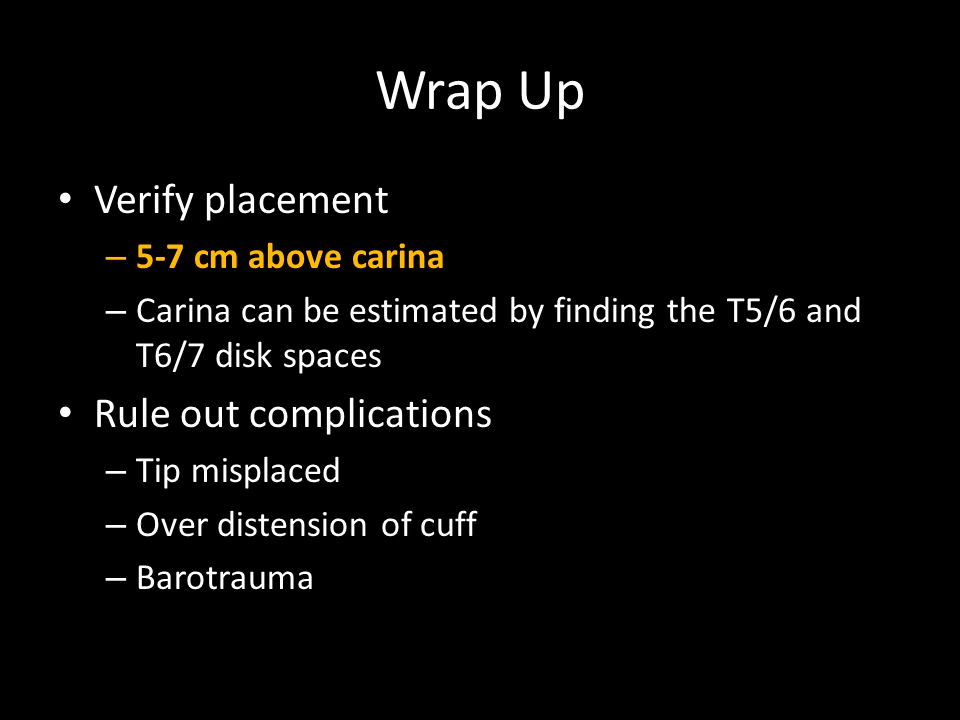 Wrap Up
• Verify placement
– 5-7 cm above carina
– Carina can be estimated by finding the T5/6 and
T6/7 disk spaces
• Rule out complications
– Tip misplaced
– Over distension of cuff
– Barotrauma